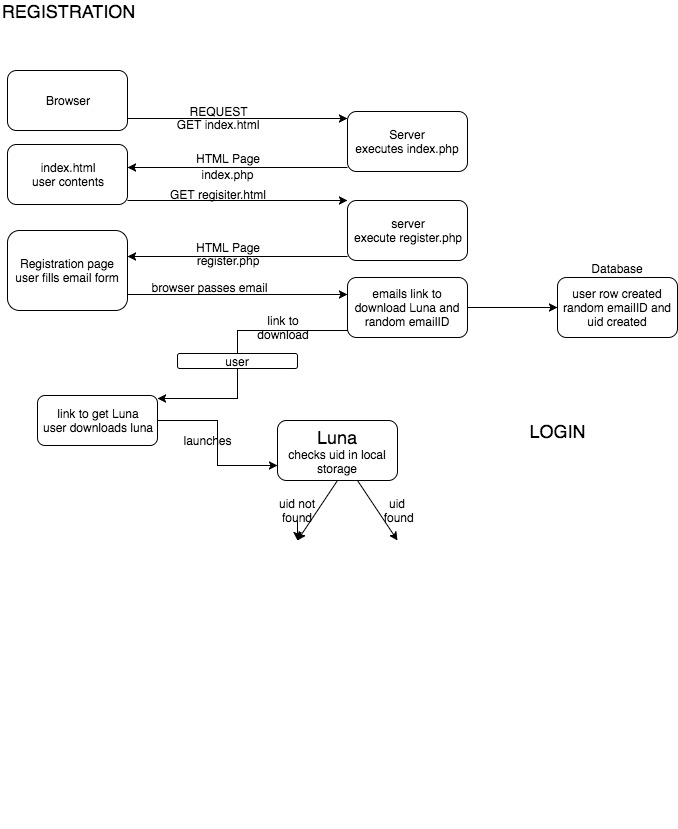 REGISTRATION
Browser
REQUEST
GET index.html
Server
executes index.php
index.html
user contents
HTML Page
index.php
GET regisiter.html
server
execute register.php
Registration page
user fills email form
HTML Page
register.php
browser passes email
emails link to
download Luna and
random emailID
Database
user row created
random emailID and
uid created
link to
download
user
link to get Luna
user downloads luna
launches
Luna
checks uid in local
storage
LOGIN
uid not
found
uid
found